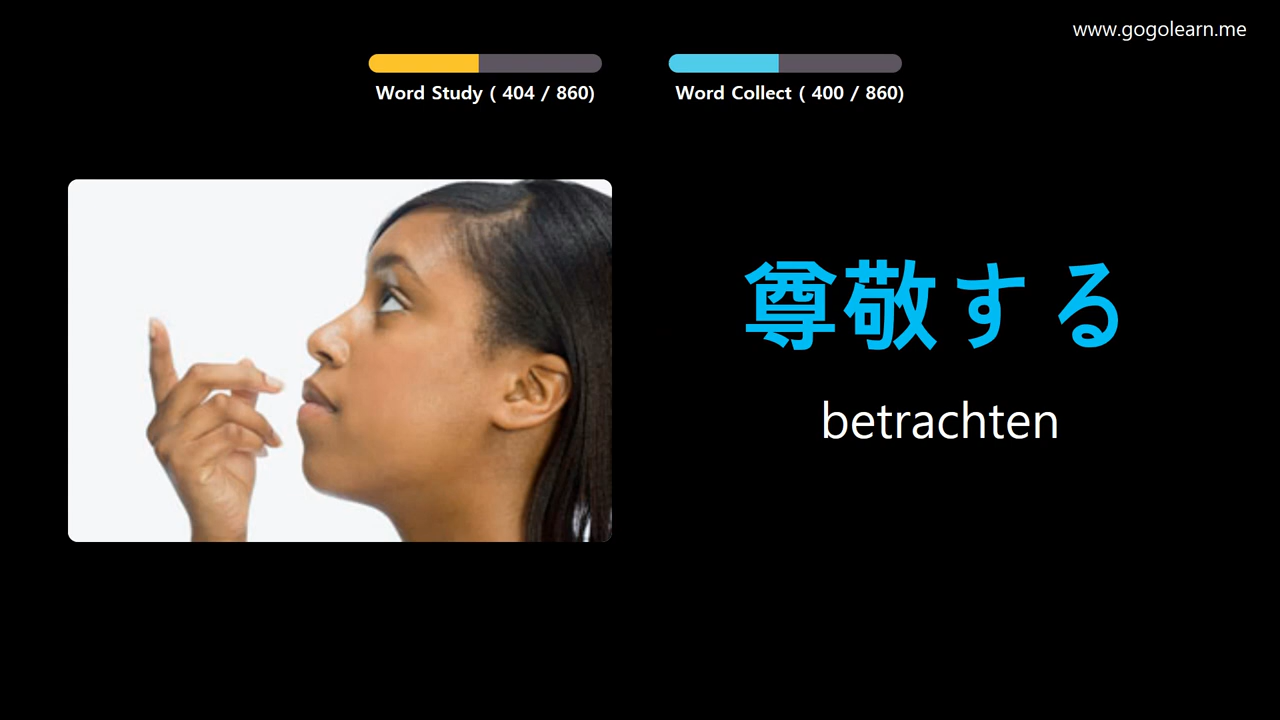 www.gogolearn.me
Word Study ( 404 / 860)
Word Collect ( 400 / 860)
尊敬する
betrachten